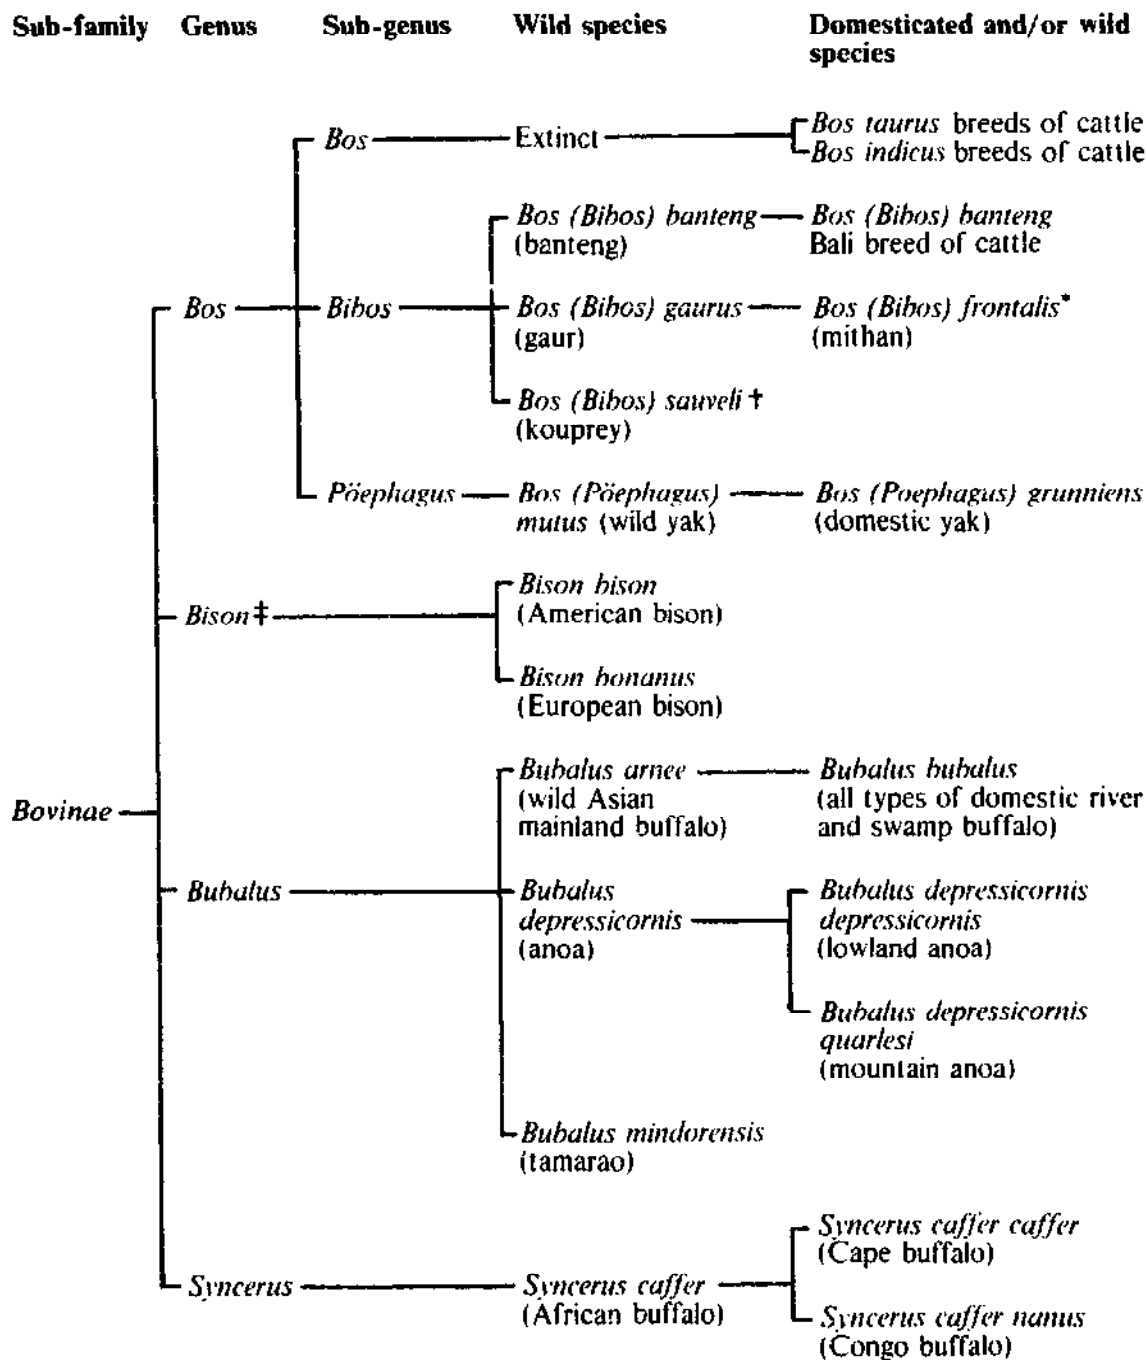 Sub-family Genus Sub-genus Wild species Domesticated and/or wild
species
Bos Extinct Bos taurus breeds of cattle
Bos indicus breeds of cattle
Bos (Bibos) banteng Bos (Bibos) banteng
(banteng) Bali breed of cattle
Bos Bibos Bos (Bibos) gaurus Bos (Bibos) frontalis*
(gaur) (mithan)
Bos (Bibos) sauveli †
(kouprey)
Pöephagus Bos (Pöephagus) Bos (Poephagus) grunniens
mutus (wild yak) (domestic yak)
Bison bison
Bison ‡ (American bison)
Bison bonanus
(European bison)
Bubalus arnee Bubalus bubalus
(wild Asian (all types of domestic river
Bovinae mainland buffalo) and swamp buffalo)
Bubalus Bubalus Bubalus depressicornis
depressicornis depressicornis
(anoa) (lowland anoa)
Bubalus depressicornis
quarlesi
(mountain anoa)
Bubalus mindorensis
(tamarao)
Syncerus caffer caffer
(Cape buffalo)
Syncerus Syncerus caffer
(African buffalo) Syncerus caffer nanus
(Congo buffalo)